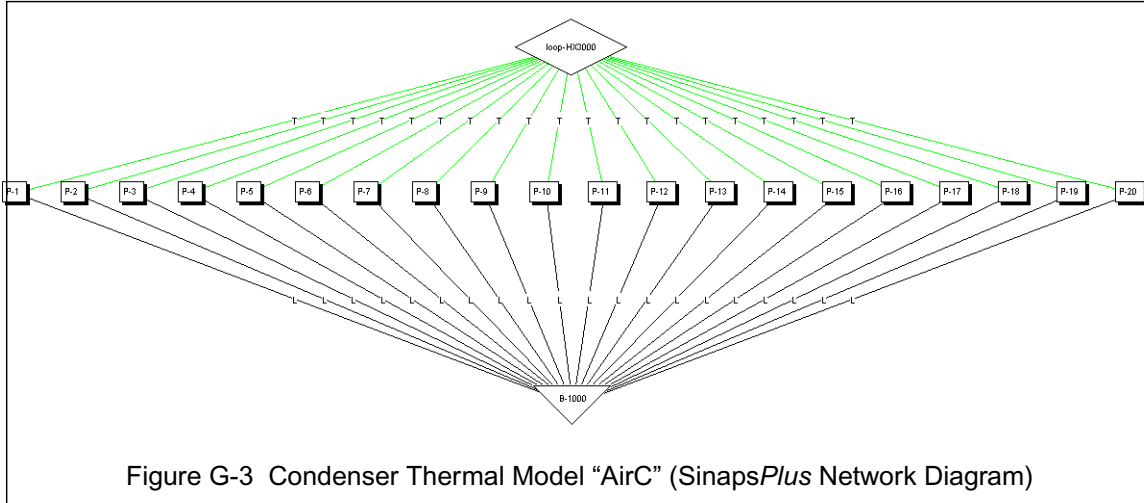 loop-HX3000
T T T T T T T T T T T T T T T T T T T T
P-1 P-2 P-3 P-4 P-5 P-6 P-7 P-8 P-9 P-10 P-11 P-12 P-13 P-14 P-15 P-16 P-17 P-18 P-19 P-20
L L L L L L L L L L L L L L L L L L L L
B-1000
Figure G-3 Condenser Thermal Model “AirC” (SinapsPlus Network Diagram)